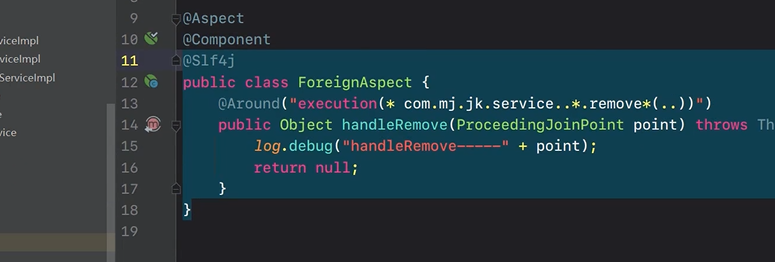 viceImpl
viceImpl
ServiceImpl
e
vice
9 @Aspect
10 @Component
11 @Slf4j
12 public class ForeignAspect {
13 @Around("execution(* com.mj.jk.service..*.remove*(..))")
14 public Object handleRemove(ProceedingJoinPoint point) throws Th
15 log.debug("handleRemove-----" + point);
16 return null;
17 }
18 }
19